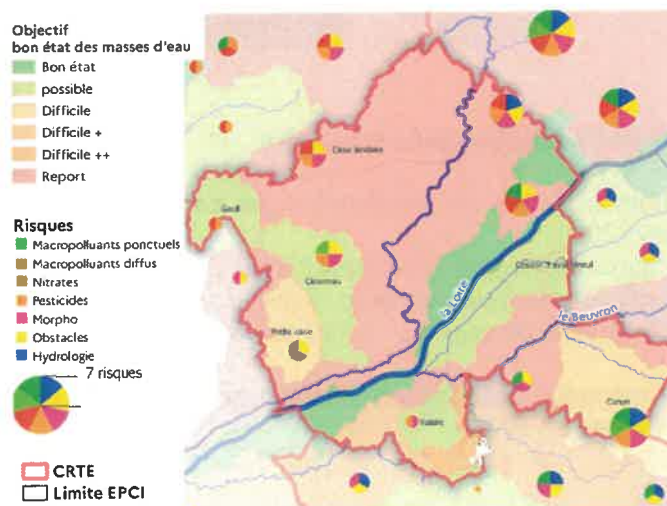 Objectif
bon état des masses d'eau
Bon état
possible
Difficile
Difficile +
Difficile ++
Report
Risques
Macropolluants ponctuels
Macropolluants diffus
Nitrates
Pesticides
Morpho
Obstacles
Hydrologie
7 risques
CRTE
Limite EPCI
la Loire
le Beuvron